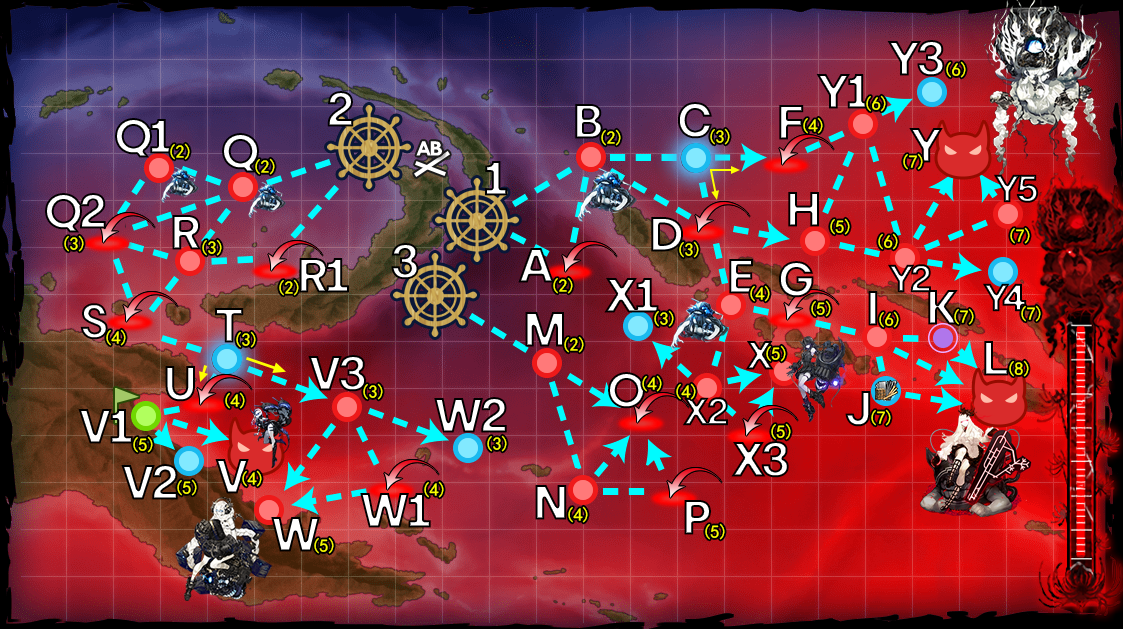 Y3(6)
2
Y1(6)
Q1(2)
Q(2)
AB
B(2)
C(3)
F(4)
Y
(7)
1
Y5
(7)
Q2
(3)
R(3)
3
A
(2)
D
(3)
H
(5)
(6)
Y2
R1
(2)
X1
(3)
E
(4)
G
(5)
Y4
(7)
S
(4)
T
(3)
M
(2)
I
(6)
K
(7)
L
(8)
V3
(3)
U
(4)
X(5)
O(4)
(4)
X2
J
(7)
V1
(5)
W2
(3)
(5)
X3
V2(5)
V(4)
W1(4)
N(4)
P(5)
W(5)